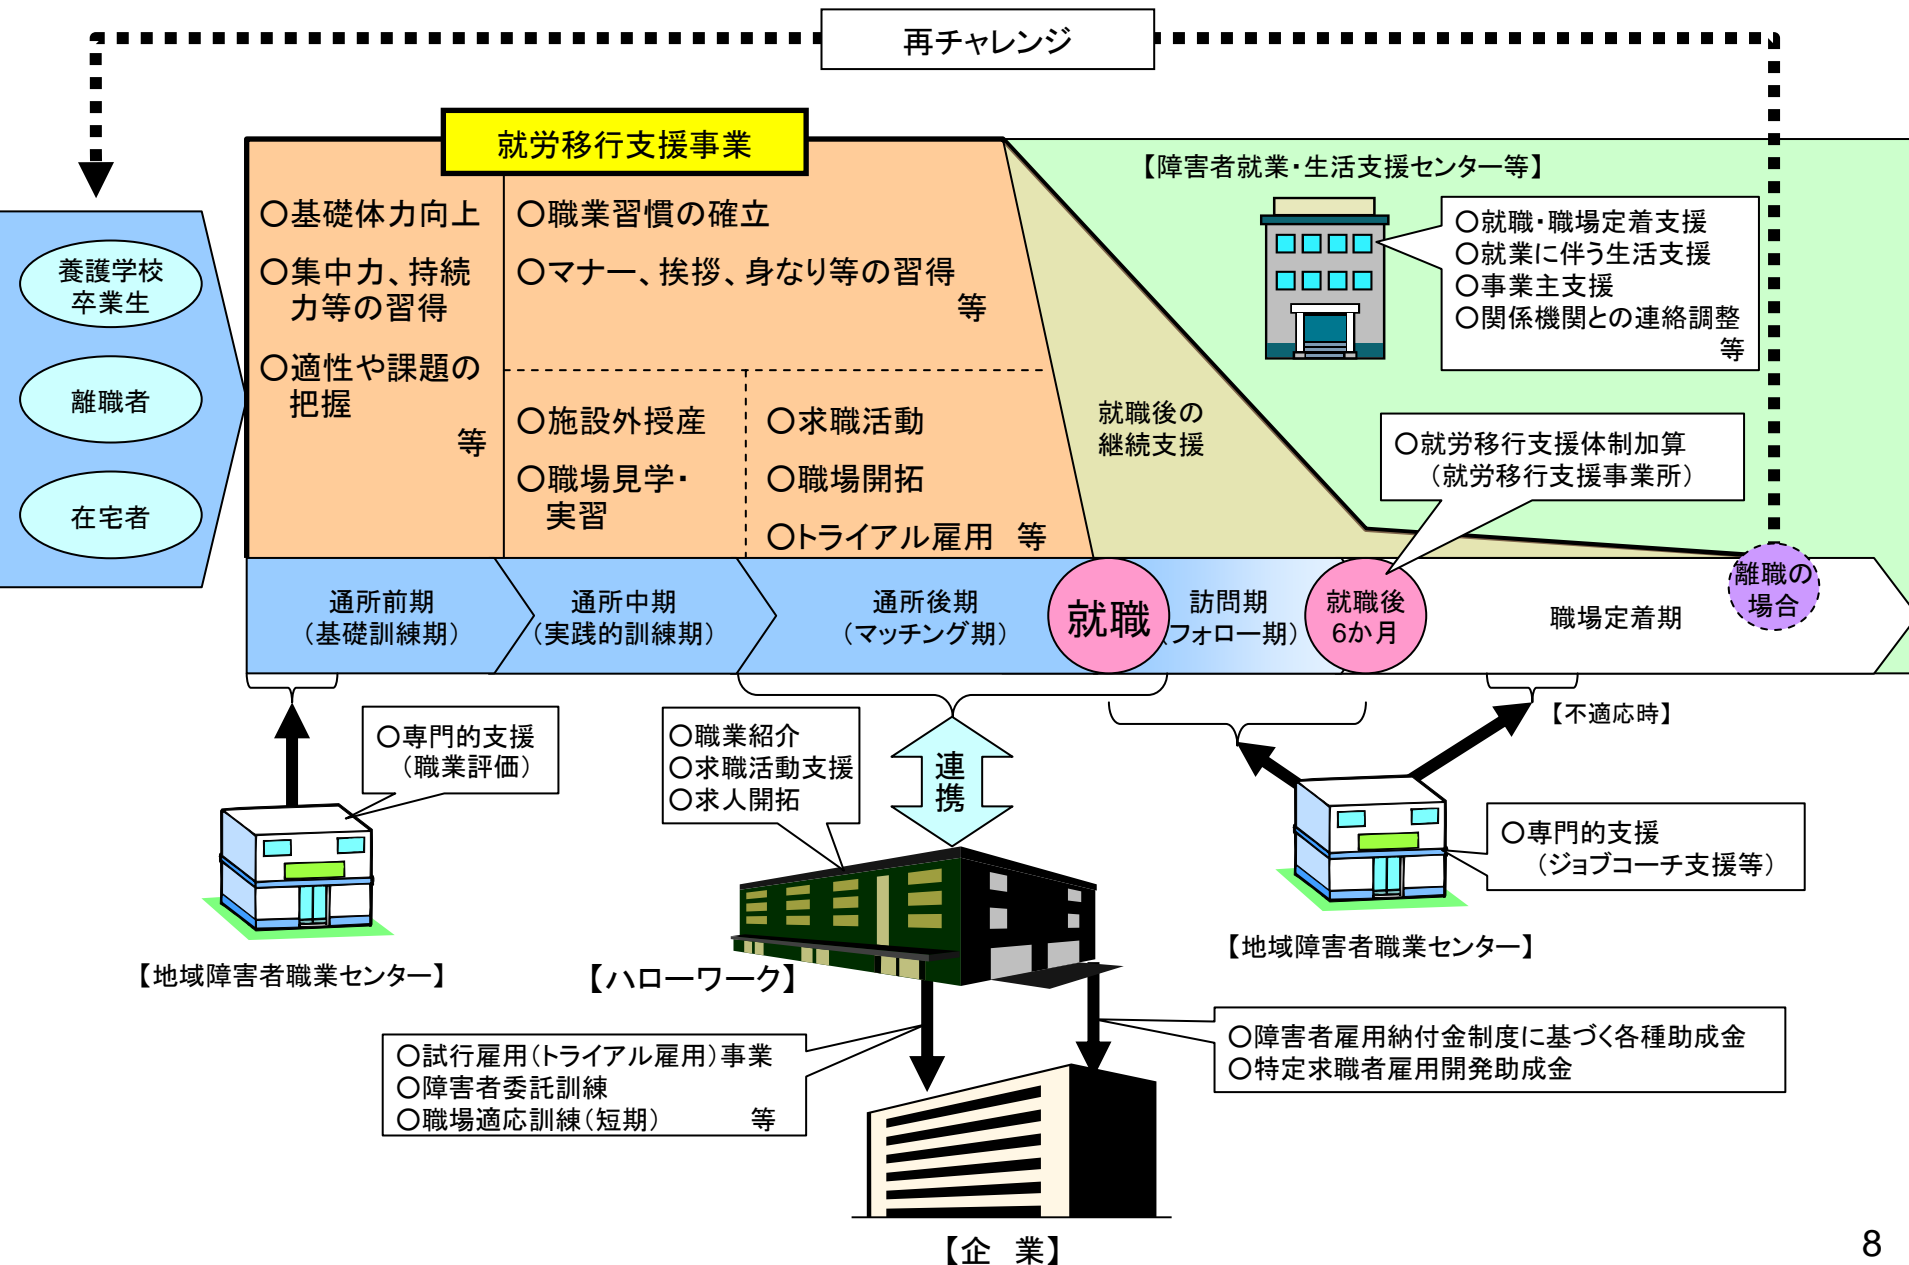 再チャレンジ
就労移行支援事業
【障害者就業・生活支援センター等】
養護学校
卒業生
離職者
在宅者
○基礎体力向上
○集中力、持続
力等の習得
○適性や課題の
把握
等
○職業習慣の確立
○マナー、挨拶、身なり等の習得
等
○施設外授産
○職場見学・
実習
○求職活動
○職場開拓
○トライアル雇用　等
就職後の
継続支援
○就職・職場定着支援
○就業に伴う生活支援
○事業主支援
○関係機関との連絡調整
等
○就労移行支援体制加算
（就労移行支援事業所）
通所前期
（基礎訓練期）
通所中期
（実践的訓練期）
通所後期
（マッチング期）
就職
訪問期
（フォロー期）
就職後
6か月
職場定着期
離職の
場合
○専門的支援
（職業評価）
【地域障害者職業センター】
○職業紹介
○求職活動支援
○求人開拓
連携
【ハローワーク】
【不適応時】
○専門的支援
（ジョブコーチ支援等）
【地域障害者職業センター】
○試行雇用（トライアル雇用）事業
○障害者委託訓練
○職場適応訓練（短期）　等
○障害者雇用納付金制度に基づく各種助成金
○特定求職者雇用開発助成金
【企　業】
8